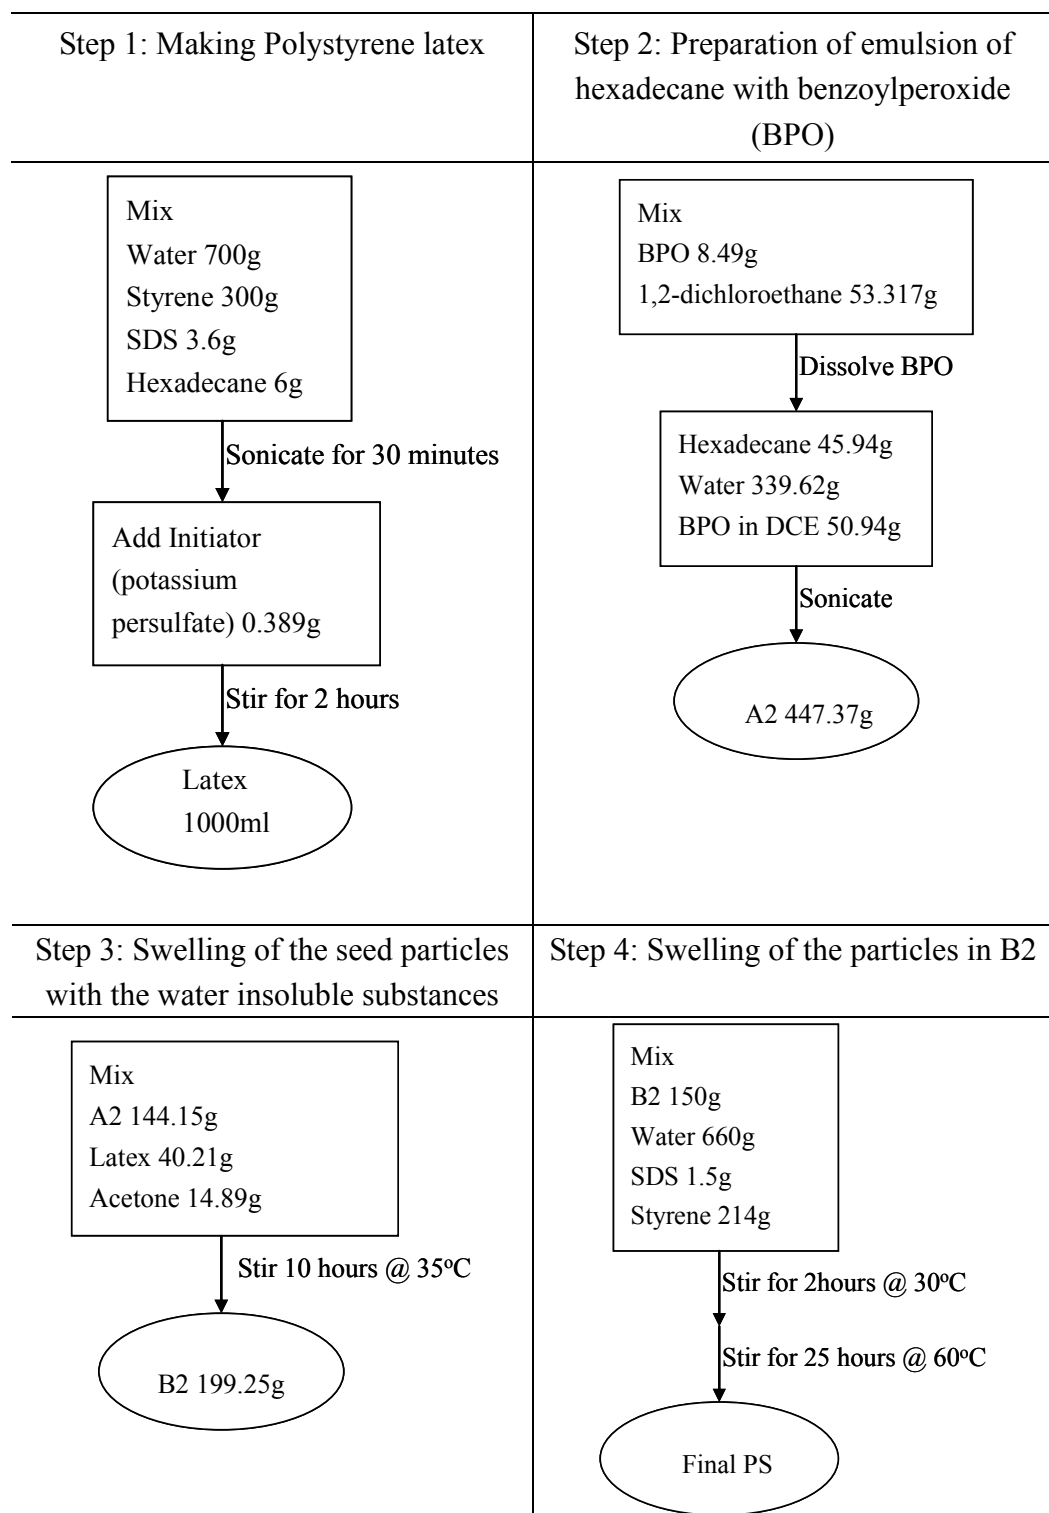 Step 1: Making Polystyrene latex
Step 2: Preparation of emulsion of
hexadecane with benzoylperoxide
(BPO)
Mix
Water 700g
Styrene 300g
SDS 3.6g
Hexadecane 6g
Sonicate for 30 minutes
Add Initiator
(potassium
persulfate) 0.389g
Stir for 2 hours
Latex
1000ml
Mix
BPO 8.49g
1,2-dichloroethane 53.317g
Dissolve BPO
Hexadecane 45.94g
Water 339.62g
BPO in DCE 50.94g
Sonicate
A2 447.37g
Step 3: Swelling of the seed particles
with the water insoluble substances
Step 4: Swelling of the particles in B2
Mix
A2 144.15g
Latex 40.21g
Acetone 14.89g
Stir 10 hours @ 35ºC
B2 199.25g
Mix
B2 150g
Water 660g
SDS 1.5g
Styrene 214g
Stir for 2hours @ 30ºC
Stir for 25 hours @ 60ºC
Final PS